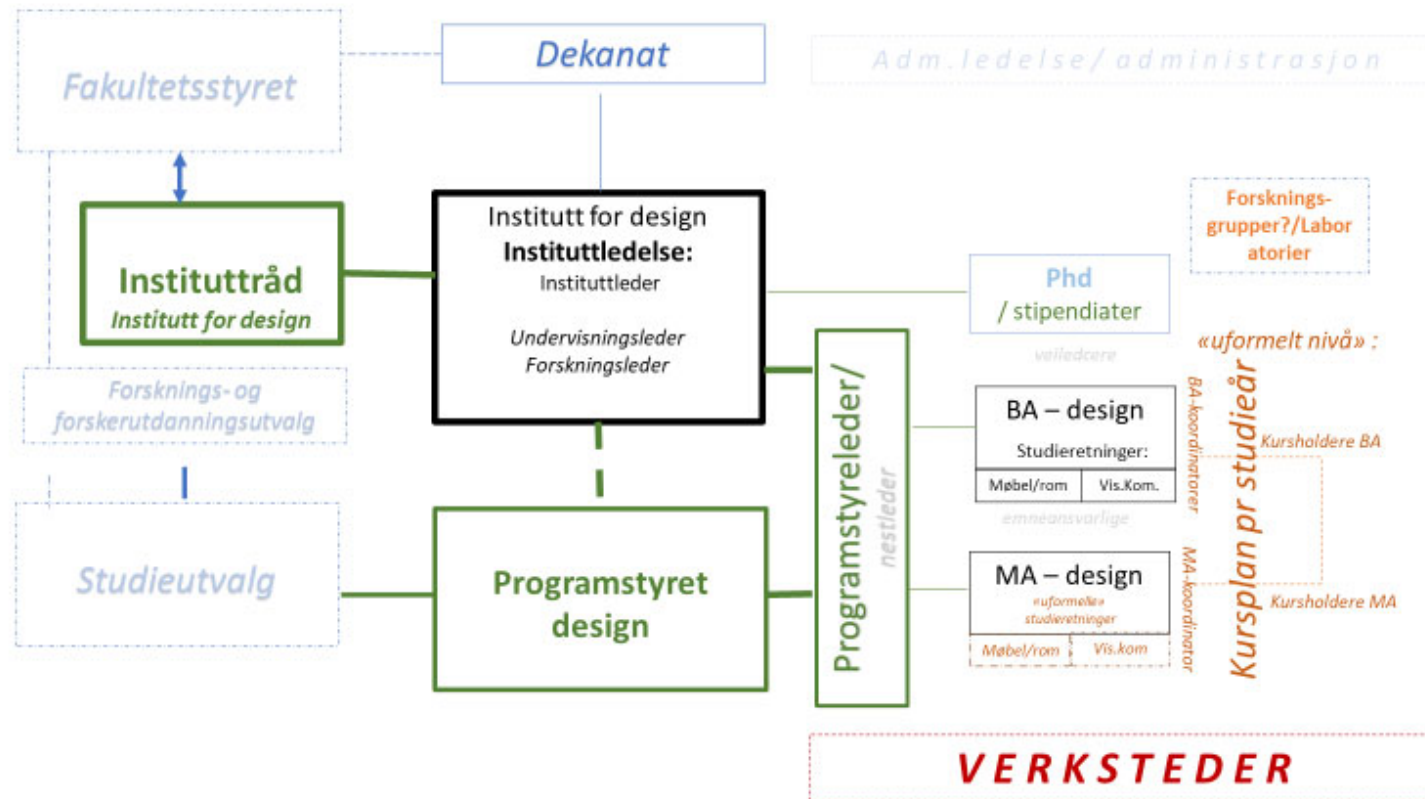 Fakultetsstyret
Dekanat
Adm.ledelse/ administrasjon
Instituttråd
Institutt for design
Institutt for design
Instituttledelse:
Instituttleder
Undervisningsleder
Forskningsleder
Forsknings-
grupper?/Labor
atorier
Phd
/ stipendiater
veiledcere
«uformelt nivå» :
Forsknings- og
forskerutdanningsutvalg
Programstyreleder/
nestleder
BA – design
Studieretninger:
Møbel/rom
Vis.Kom.
emneansvarlige
BA-koordinatorer
Kursplan pr studieår
Kursholdere BA
Studieutvalg
Programstyret
design
MA – design
«uformelle»
studieretninger
Møbel/rom
Vis.kom
MA-koordinator
Kursholdere MA
VERKSTEDER